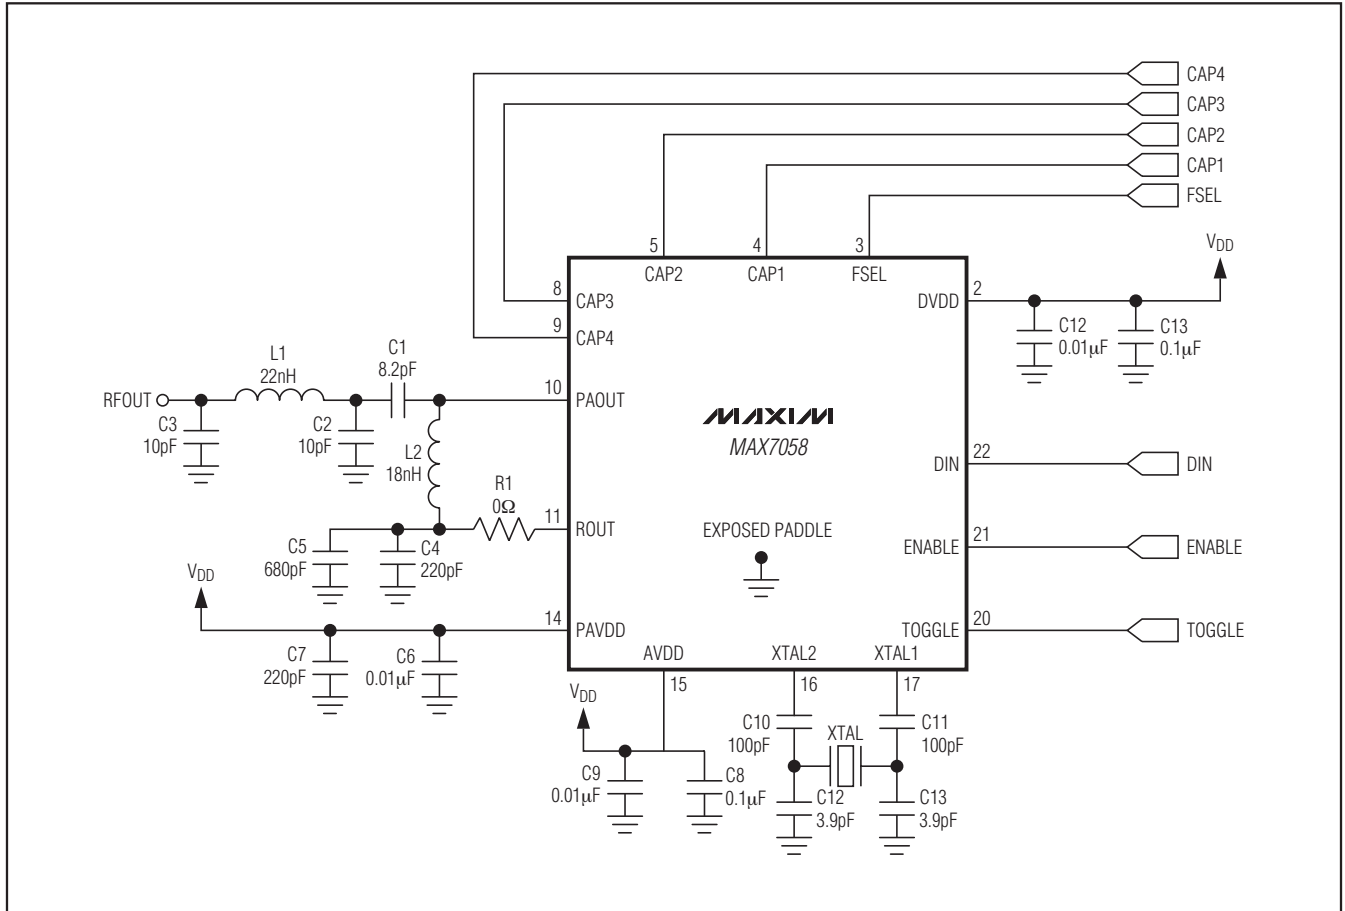 CAP4
CAP3
CAP2
CAP1
FSEL
5
4
3
CAP2
CAP1
FSEL
VDD
8
CAP3
DVDD
2
9
CAP4
C12
0.01µF
C13
0.1µF
L1
22nH
C1
8.2pF
RFOUT
10
PAOUT
C3
10pF
C2
10pF
MAXIM
MAX7058
L2
18nH
DIN
22
DIN
R1
0Ω
11
ROUT
EXPOSED PADDLE
C5
680pF
C4
220pF
ENABLE
21
ENABLE
VDD
14
PAVDD
TOGGLE
20
TOGGLE
C7
220pF
C6
0.01µF
AVDD
XTAL2
XTAL1
15
16
17
VDD
C10
100pF
XTAL
C11
100pF
C9
0.01µF
C8
0.1µF
C12
3.9pF
C13
3.9pF